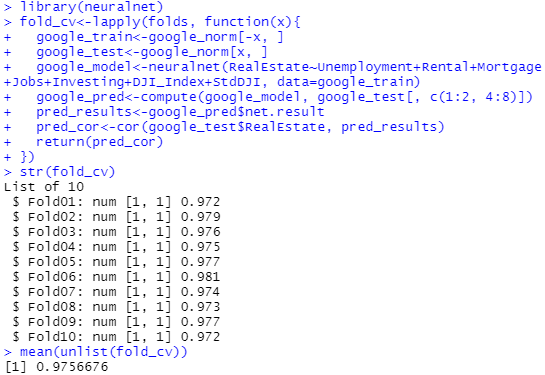 > library(neuralnet)
> fold_cv<-lapply(folds, function(x){
+   google_train<-google_norm[-x, ]
+   google_test<-google_norm[x, ]
+   google_model<-neuralnet(RealEstate~Unemployment+Rental+Mortgage
+Jobs+Investing+DJI_Index+StdDJI, data=google_train)
+   google_pred<-compute(google_model, google_test[, c(1:2, 4:8)])
+   pred_results<-google_pred$net.result
+   pred_cor<-cor(google_test$RealEstate, pred_results)
+   return(pred_cor)
+ })
> str(fold_cv)
List of 10
 $ Fold01: num [1, 1] 0.972
 $ Fold02: num [1, 1] 0.979
 $ Fold03: num [1, 1] 0.976
 $ Fold04: num [1, 1] 0.975
 $ Fold05: num [1, 1] 0.977
 $ Fold06: num [1, 1] 0.981
 $ Fold07: num [1, 1] 0.974
 $ Fold08: num [1, 1] 0.973
 $ Fold09: num [1, 1] 0.977
 $ Fold10: num [1, 1] 0.972
> mean(unlist(fold_cv))
[1] 0.9756676